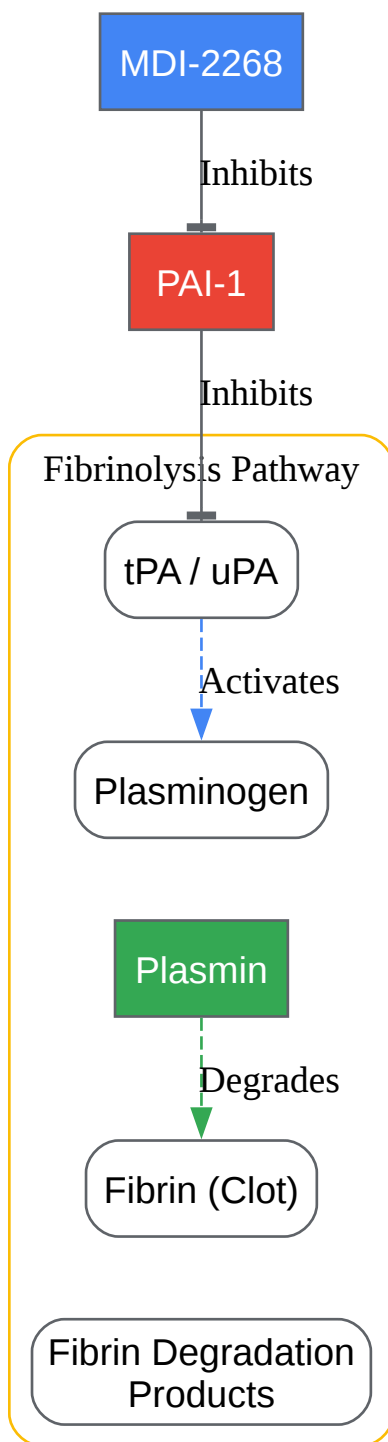 MDI-2268
Inhibits
PAI-1
Inhibits
Fibrinolysis Pathway
tPA / uPA
Activates
Plasminogen
Plasmin
Degrades
Fibrin (Clot)
Fibrin Degradation
Products